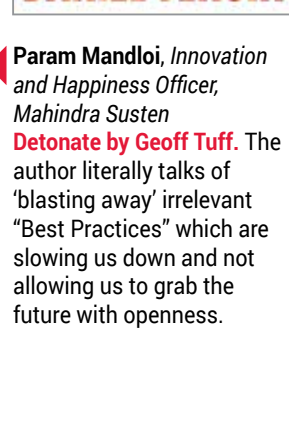 Param Mandloi, Innovation
and Happiness Officer,
Mahindra Susten
Detonate by Geoff Tuff. The
author literally talks of
‘blasting away’ irrelevant
“Best Practices” which are
slowing us down and not
allowing us to grab the
future with openness.